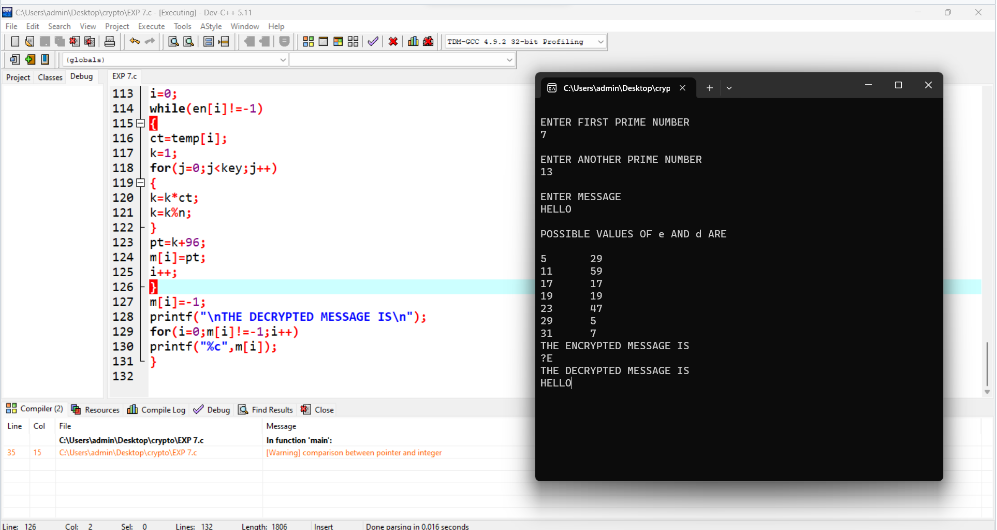 C:\Users\admin\Desktop\crypto\EXP 7.c - [Executing] - Dev-C++ 5.11
File Edit Search View Project Execute Tools AStyle Window Help
TDM-GCC 4.9.2 32-bit Profiling
(globals)
Project Classes Debug
EXP 7.c
113 i=0;
114 while(en[i]!=-1)
115 {
116 ct=temp[i];
117 k=1;
118 for(j=0;j<key;j++)
119 {
120 k=k*ct;
121 k=k%n;
122 }
123 pt=k+96;
124 m[i]=pt;
125 i++;
126 }
127 m[i]=-1;
128 printf("\nTHE DECRYPTED MESSAGE IS\n");
129 for(i=0;m[i]!=-1;i++)
130 printf("%c",m[i]);
131 }
132
C:\Users\admin\Desktop\cryp
ENTER FIRST PRIME NUMBER
7
ENTER ANOTHER PRIME NUMBER
13
ENTER MESSAGE
HELLO
POSSIBLE VALUES OF e AND d ARE
5 29
11 59
17 17
19 19
23 47
29 5
31 7
THE ENCRYPTED MESSAGE IS
?E
THE DECRYPTED MESSAGE IS
HELLO
Compiler (2) Resources Compile Log Debug Find Results Close
Line Col File Message
C:\Users\admin\Desktop\crypto\EXP 7.c In function 'main':
35 15 C:\Users\admin\Desktop\crypto\EXP 7.c [Warning] comparison between pointer and integer
Line: 126 Col: 2 Sel: 0 Lines: 132 Length: 1806 Insert Done parsing in 0.016 seconds